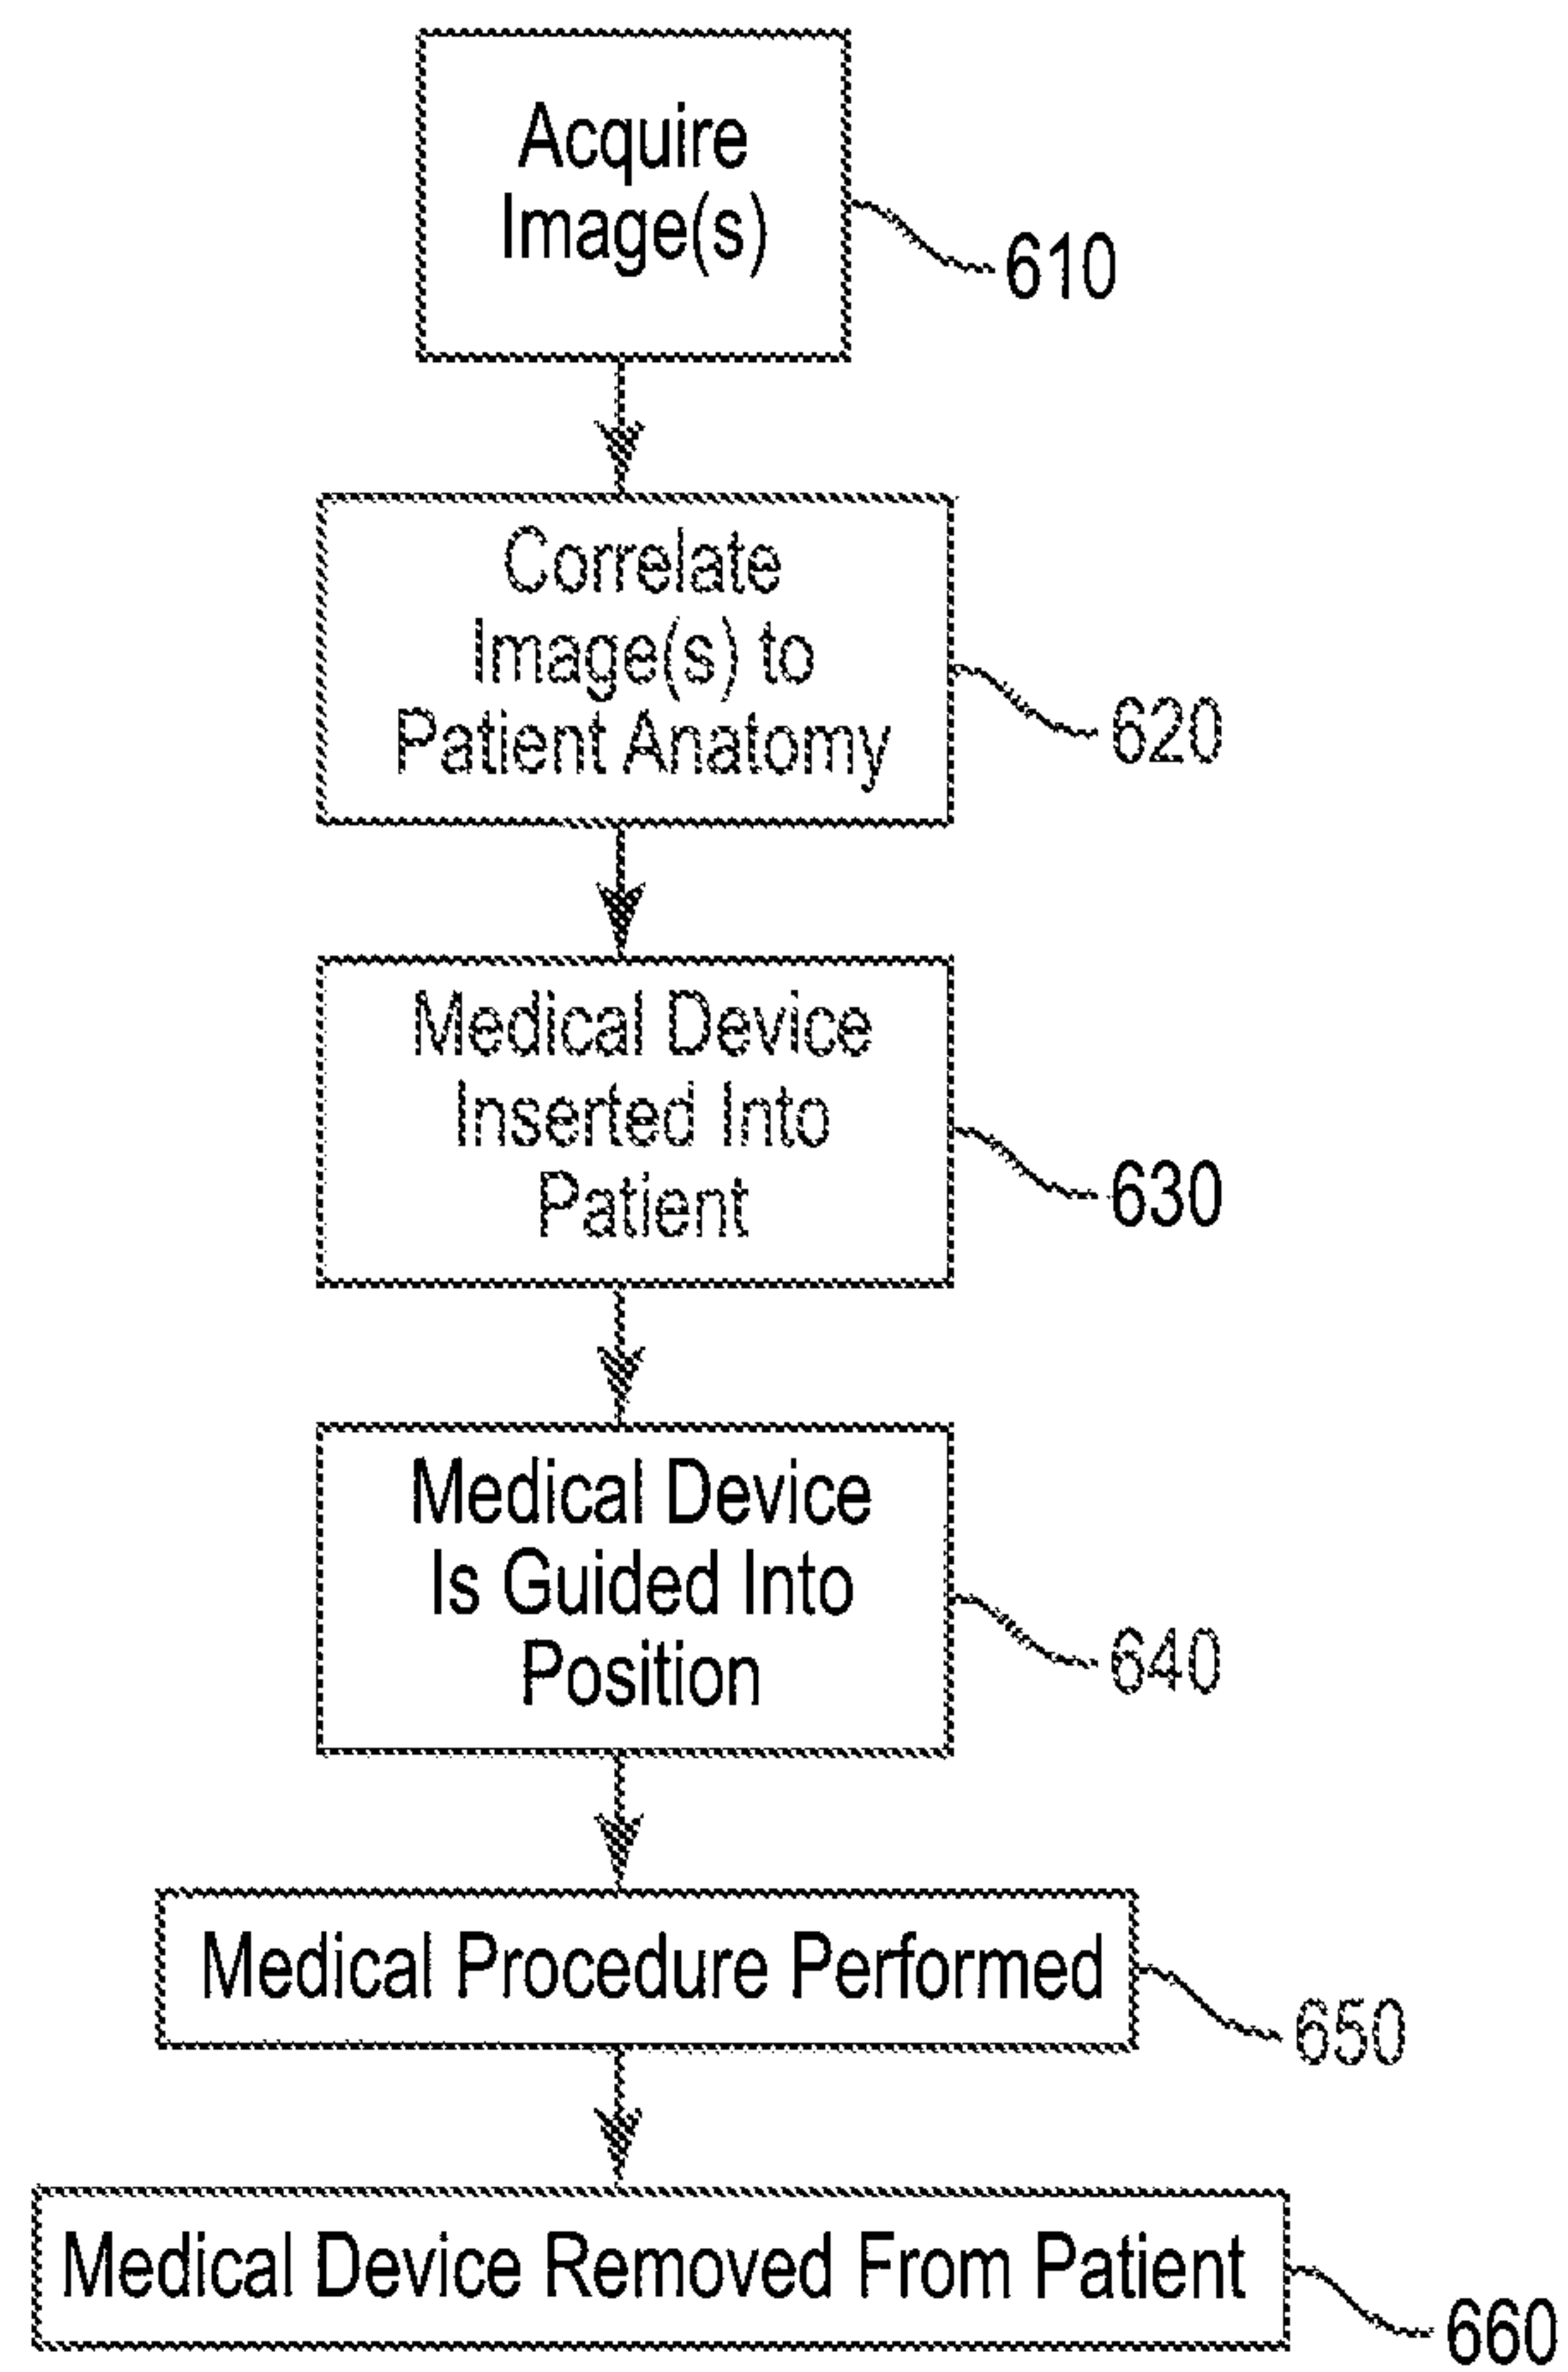 Acquire
Image(s)
610
Correlate
Image(s) to
Patient Anatomy
620
Medical Device
Inserted Into
Patient
630
Medical Device
Is Guided Into
Position
640
Medical Procedure Performed
650
Medical Device Removed From Patient
660